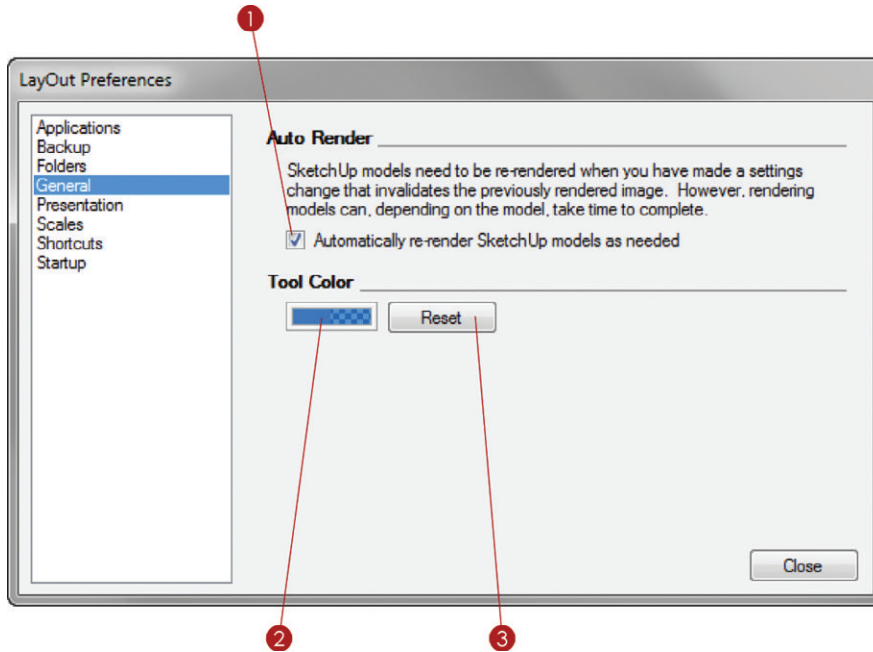 1
LayOut Preferences
Applications
Backup
Folders
General
Presentation
Scales
Shortcuts
Startup
Auto Render
SketchUp models need to be re-rendered when you have made a settings
change that invalidates the previously rendered image. However, rendering
models can, depending on the model, take time to complete.
Automatically re-render SketchUp models as needed
Tool Color
Reset
Close
2
3